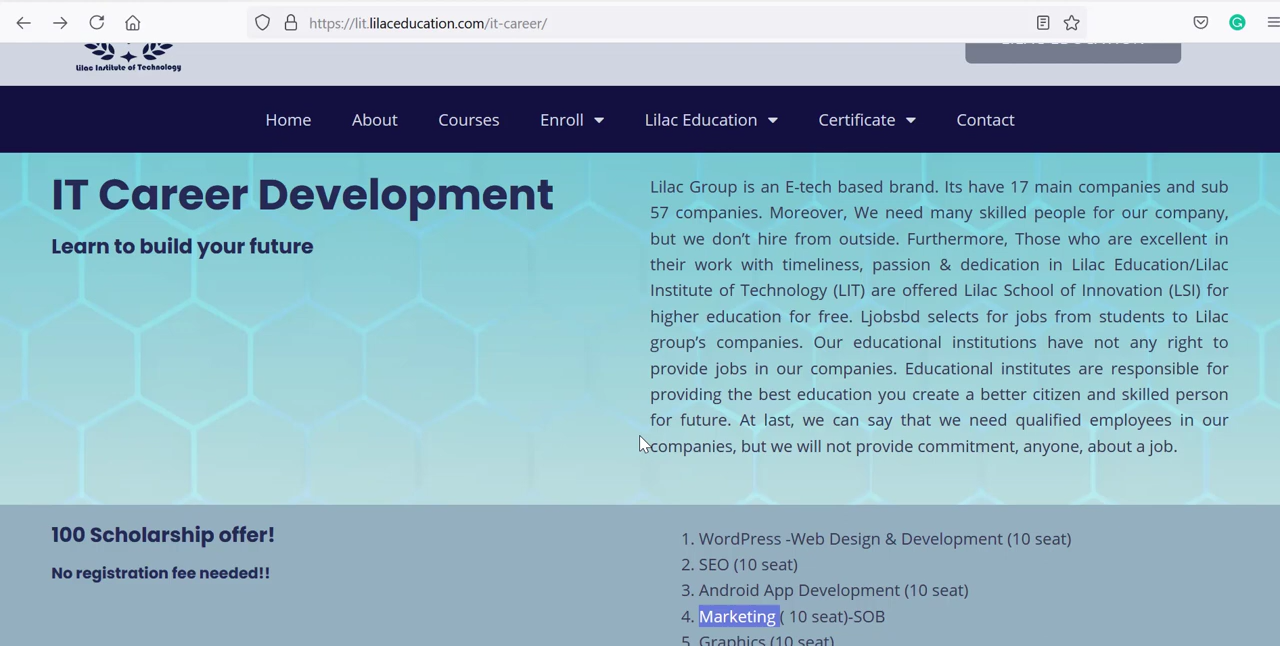 https://lit.lilaceducation.com/it-career/
Lilac Institute of Technology
Home About Courses Enroll Lilac Education Certificate Contact
IT Career Development
Learn to build your future
Lilac Group is an E-tech based brand. Its have 17 main companies and sub
57 companies. Moreover, We need many skilled people for our company,
but we don’t hire from outside. Furthermore, Those who are excellent in
their work with timeliness, passion & dedication in Lilac Education/Lilac
Institute of Technology (LIT) are offered Lilac School of Innovation (LSI) for
higher education for free. Ljobsbd selects for jobs from students to Lilac
group’s companies. Our educational institutions have not any right to
provide jobs in our companies. Educational institutes are responsible for
providing the best education you create a better citizen and skilled person
for future. At last, we can say that we need qualified employees in our
companies, but we will not provide commitment, anyone, about a job.
100 Scholarship offer!
No registration fee needed!!
1. WordPress -Web Design & Development (10 seat)
2. SEO (10 seat)
3. Android App Development (10 seat)
4. Marketing ( 10 seat)-SOB
5. Graphics (10 seat)